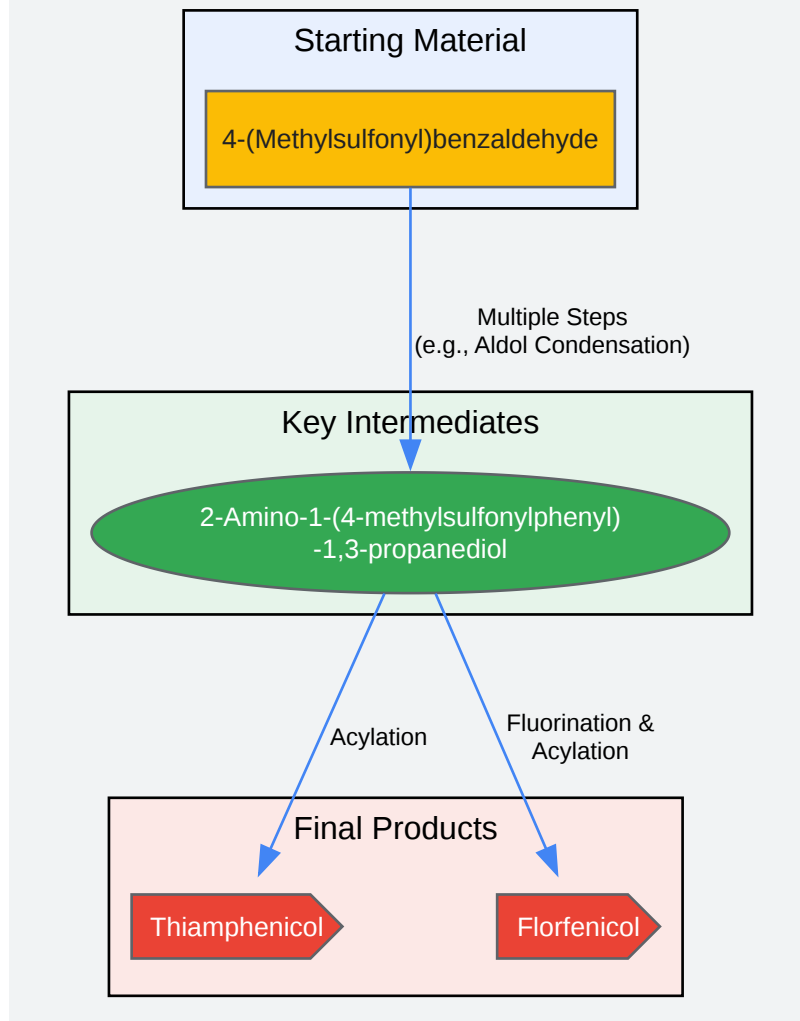 Starting Material
4-(Methylsulfonyl)benzaldehyde
Multiple Steps
(e.g., Aldol Condensation)
Key Intermediates
2-Amino-1-(4-methylsulfonylphenyl)
-1,3-propanediol
Acylation
Fluorination &
Acylation
Final Products
Thiamphenicol
Florfenicol